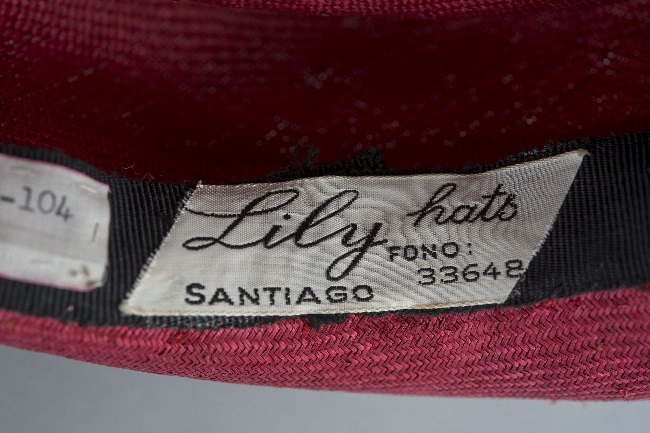 -104
Lily hats
FONO:
33648
SANTIAGO